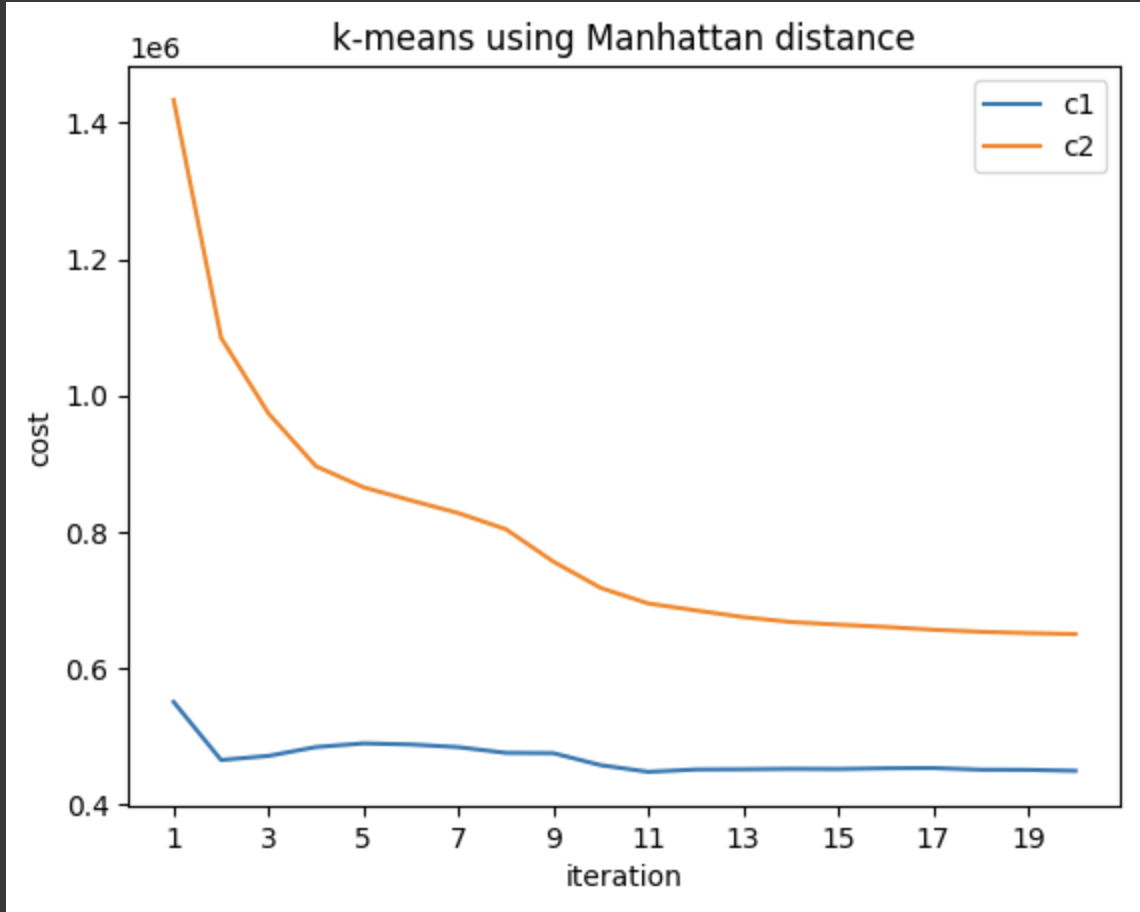 k-means using Manhattan distance
1e6
c1
c2
1.4
1.2
1.0
0.8
0.6
0.4
cost
1 3 5 7 9 11 13 15 17 19
iteration